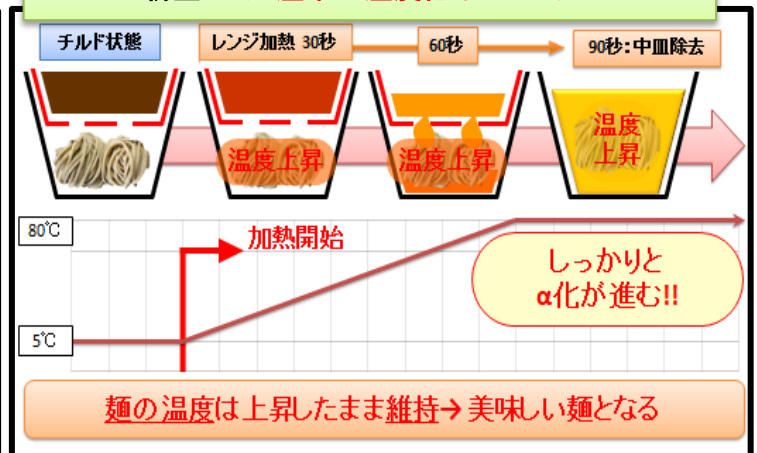 チルド状態
レンジ加熱 30秒
60秒
90秒：中皿除去
温度上昇
温度上昇
温度
上昇
80℃
加熱開始
しっかりと
α化が進む!!
5℃
麺の温度は上昇したまま維持→美味しい麺となる